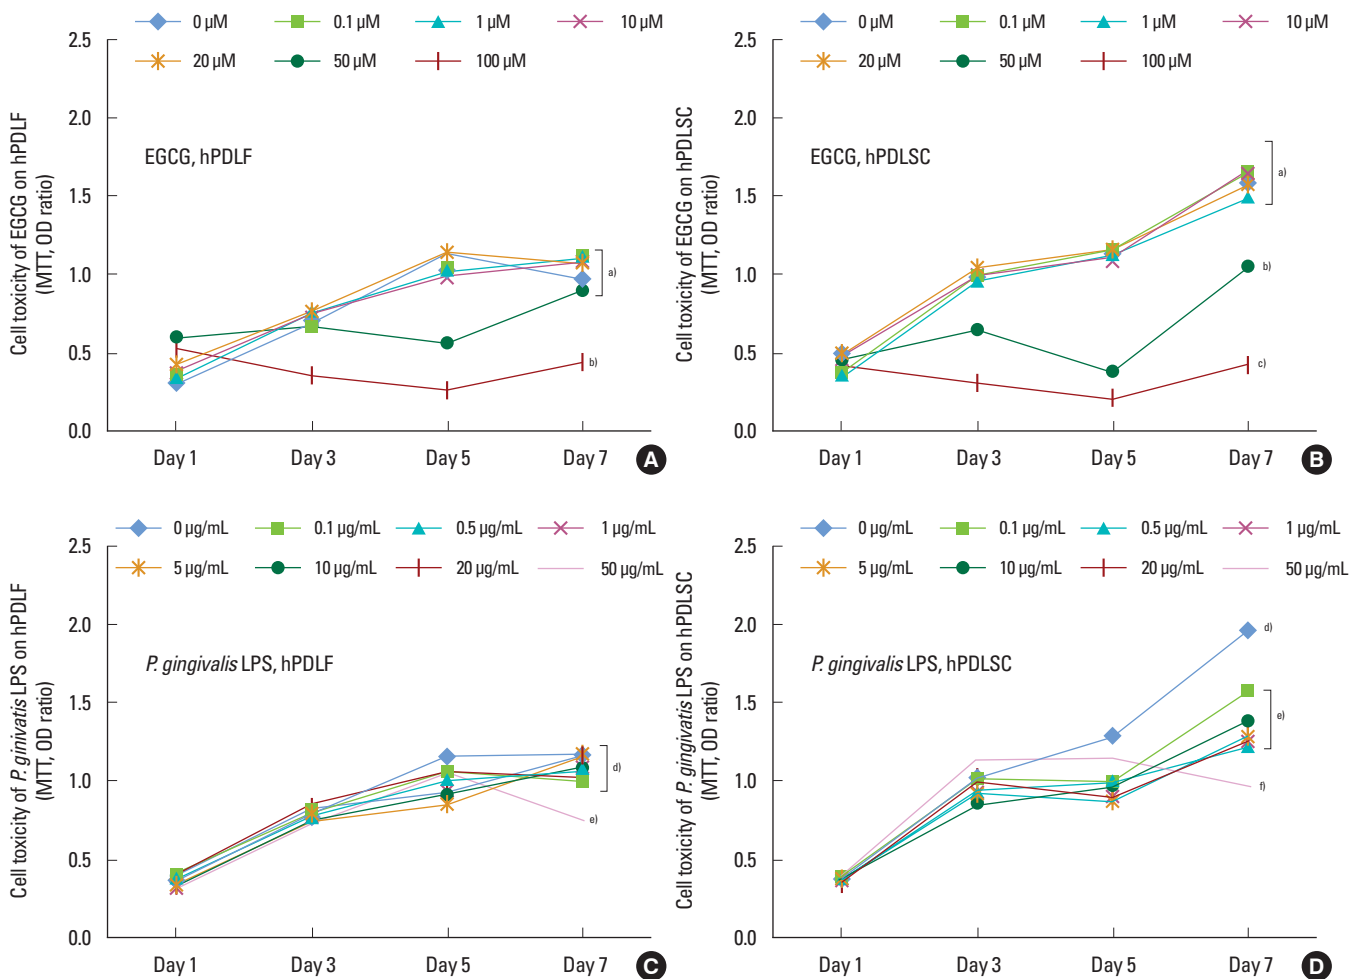 0 µM 0.1 µM 1 µM 10 µM
20 µM 50 µM 100 µM
Cell toxicity of EGCG on hPDLF
(MTT, OD ratio)
2.5
2.0
1.5
1.0
0.5
0.0
EGCG, hPDLF
a)
b)
Day 1 Day 3 Day 5 Day 7
A
0 µM 0.1 µM 1 µM 10 µM
20 µM 50 µM 100 µM
Cell toxicity of EGCG on hPDLSC
(MTT, OD ratio)
2.5
2.0
1.5
1.0
0.5
0.0
EGCG, hPDLSC
a)
b)
c)
Day 1 Day 3 Day 5 Day 7
B
0 µg/mL 0.1 µg/mL 0.5 µg/mL 1 µg/mL
5 µg/mL 10 µg/mL 20 µg/mL 50 µg/mL
Cell toxicity of P. ginivatis LPS on hPDLF
(MTT, OD ratio)
2.5
2.0
1.5
1.0
0.5
0.0
P. gingivalis LPS, hPDLF
d)
e)
Day 1 Day 3 Day 5 Day 7
C
0 µg/mL 0.1 µg/mL 0.5 µg/mL 1 µg/mL
5 µg/mL 10 µg/mL 20 µg/mL 50 µg/mL
Cell toxicity of P. gingivatis LPS on hPDLSC
(MTT, OD ratio)
2.5
2.0
1.5
1.0
0.5
0.0
P. gingivalis LPS, hPDLSC
d)
e)
f)
Day 1 Day 3 Day 5 Day 7
D